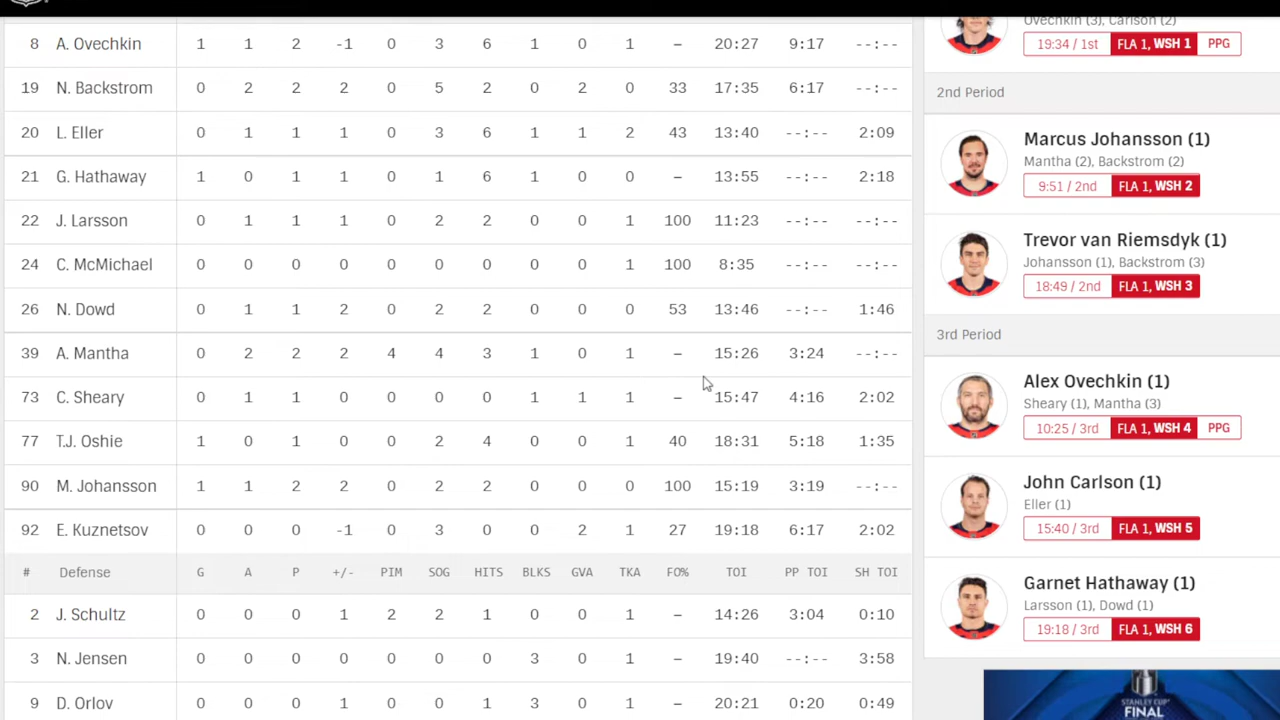 8 A. Ovechkin 1 1 2 -1 0 3 6 1 0 1 – 20:27 9:17 --:--
19 N. Backstrom 0 2 2 2 0 5 2 0 2 0 33 17:35 6:17 --:--
20 L. Eller 0 1 1 1 0 3 6 1 1 2 43 13:40 --:-- 2:09
21 G. Hathaway 1 0 1 1 0 1 6 1 0 0 – 13:55 --:-- 2:18
22 J. Larsson 0 1 1 1 0 2 2 0 0 1 100 11:23 --:-- --:--
24 C. McMichael 0 0 0 0 0 0 0 0 0 1 100 8:35 --:-- --:--
26 N. Dowd 0 1 1 2 0 2 2 0 0 0 53 13:46 --:-- 1:46
39 A. Mantha 0 2 2 2 4 4 3 1 0 1 – 15:26 3:24 --:--
73 C. Sheary 0 1 1 0 0 0 0 1 1 1 – 15:47 4:16 2:02
77 T.J. Oshie 1 0 1 0 0 2 4 0 0 1 40 18:31 5:18 1:35
90 M. Johansson 1 1 2 2 0 2 2 0 0 0 100 15:19 3:19 --:--
92 E. Kuznetsov 0 0 0 -1 0 3 0 0 2 1 27 19:18 6:17 2:02
# Defense G A P +/- PIM SOG HITS BLKS GVA TKA FO% TOI PP TOI SH TOI
2 J. Schultz 0 0 0 1 2 2 1 0 0 1 – 14:26 3:04 0:10
3 N. Jensen 0 0 0 0 0 0 0 3 0 1 – 19:40 --:-- 3:58
9 D. Orlov 0 0 0 1 0 0 1 3 0 0 – 20:21 0:20 0:49
Ovechkin (3), Carlson (2)
19:34 / 1st FLA 1, WSH 1 PPG
2nd Period
Marcus Johansson (1)
Mantha (2), Backstrom (2)
9:51 / 2nd FLA 1, WSH 2
Trevor van Riemsdyk (1)
Johansson (1), Backstrom (3)
18:49 / 2nd FLA 1, WSH 3
3rd Period
Alex Ovechkin (1)
Sheary (1), Mantha (3)
10:25 / 3rd FLA 1, WSH 4 PPG
John Carlson (1)
Eller (1)
15:40 / 3rd FLA 1, WSH 5
Garnet Hathaway (1)
Larsson (1), Dowd (1)
19:18 / 3rd FLA 1, WSH 6
STANLEY CUP
FINAL